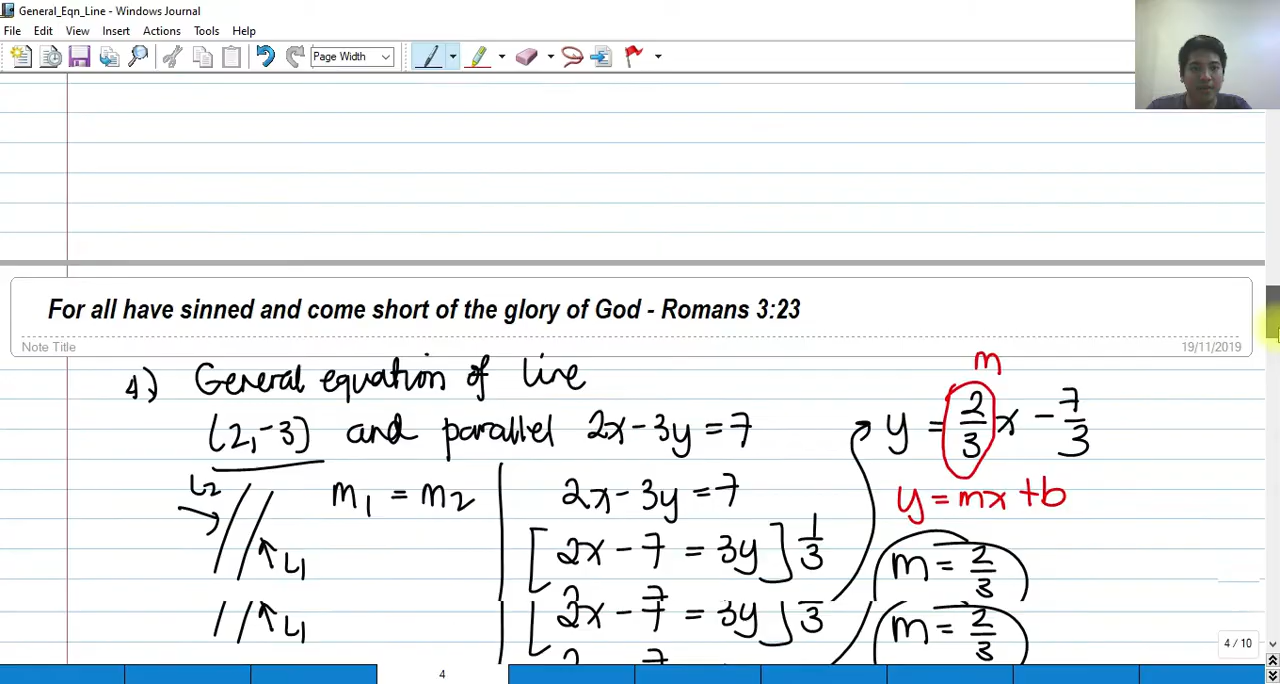 General_Eqn_Line - Windows Journal
File Edit View Insert Actions Tools Help
Page Width
For all have sinned and come short of the glory of God - Romans 3:23
Note Title
19/11/2019
4.) General equation of line
(2,-3) and parallel 2x-3y=7
L2
L1
m1 = m2
2x-3y=7
[2x-7=3y] 1/3
m
y = 2/3 x - 7/3
y = mx + b
m = 2/3
L1
[2x-7=3y] 3
m = 2/3
4 / 10
4